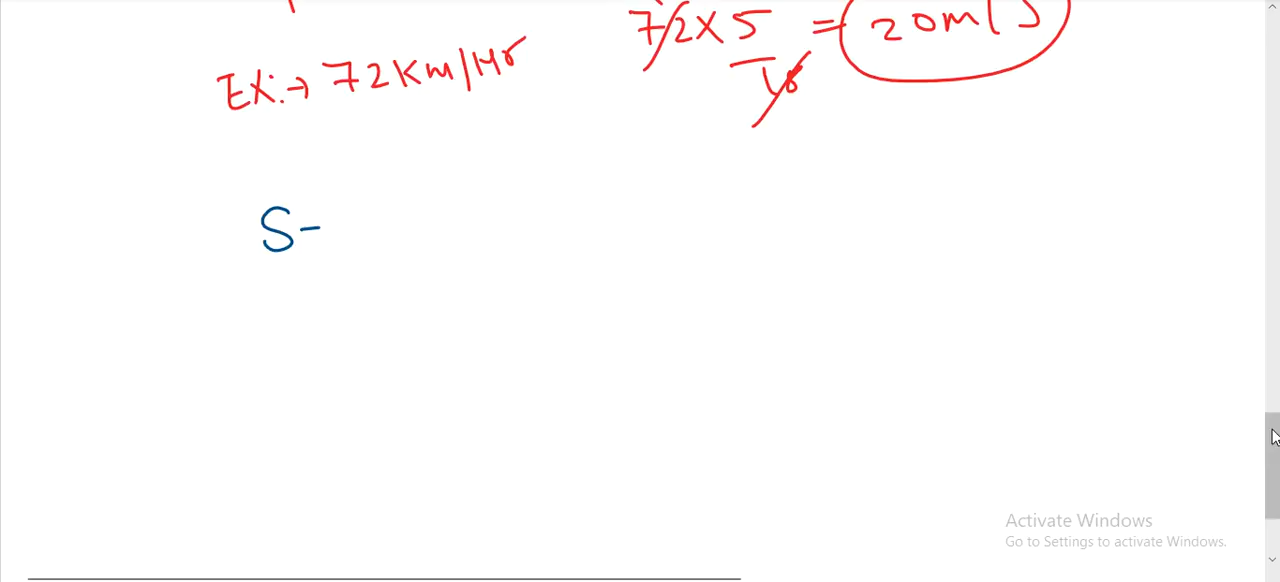 72 × 5 = 20m/s
Ex:→ 72Km/Hr
18
S-
Activate Windows
Go to Settings to activate Windows.